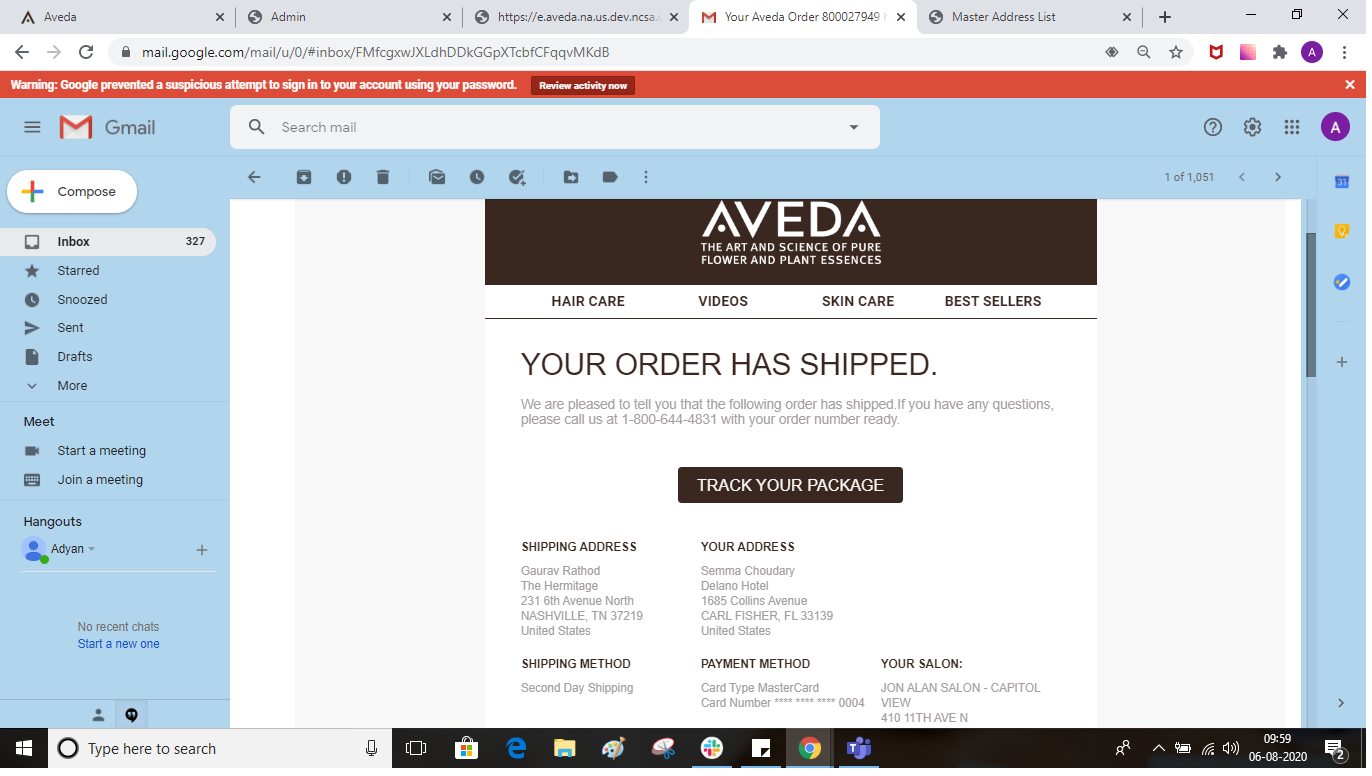 Aveda
Admin
https://e.aveda.na.us.dev.ncsa.
Your Aveda Order 800027949
Master Address List
mail.google.com/mail/u/0/#inbox/FMfcgxwJXLdhDDkGGpXTcbfCFqqvMKdB
A
Warning: Google prevented a suspicious attempt to sign in to your account using your password.
Review activity now
Gmail
Search mail
A
Compose
1 of 1,051
31
Inbox 327
Starred
Snoozed
Sent
Drafts
More
Meet
Start a meeting
Join a meeting
Hangouts
Adyan
No recent chats
Start a new one
AVEDA
THE ART AND SCIENCE OF PURE
FLOWER AND PLANT ESSENCES
HAIR CARE VIDEOS SKIN CARE BEST SELLERS
YOUR ORDER HAS SHIPPED.
We are pleased to tell you that the following order has shipped.If you have any questions,
please call us at 1-800-644-4831 with your order number ready.
TRACK YOUR PACKAGE
SHIPPING ADDRESS
Gaurav Rathod
The Hermitage
231 6th Avenue North
NASHVILLE, TN 37219
United States
YOUR ADDRESS
Semma Choudary
Delano Hotel
1685 Collins Avenue
CARL FISHER, FL 33139
United States
SHIPPING METHOD
Second Day Shipping
PAYMENT METHOD
Card Type MasterCard
Card Number **** **** **** 0004
YOUR SALON:
JON ALAN SALON - CAPITOL
VIEW
410 11TH AVE N
Type here to search
09:59
06-08-2020
2